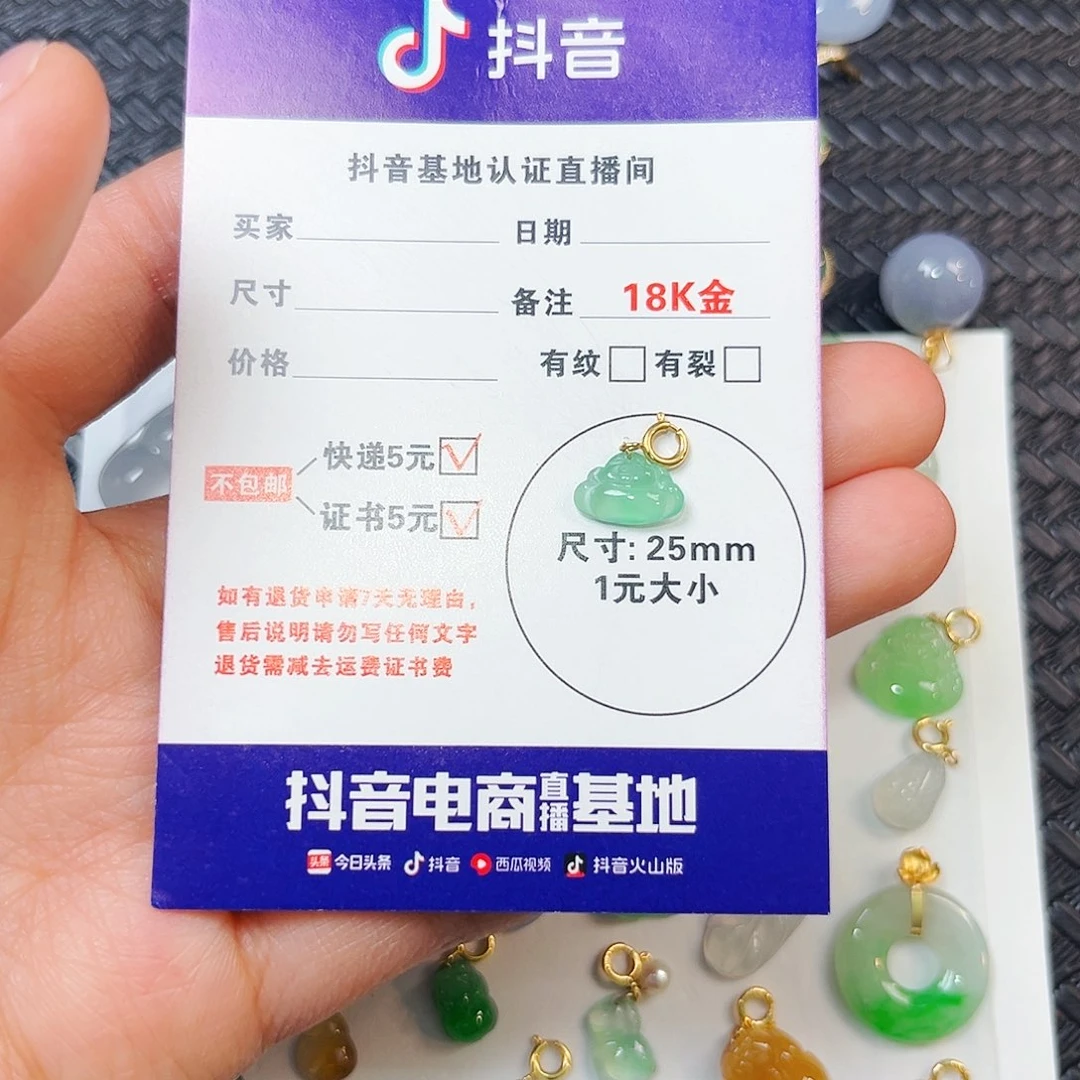 抖音
抖音基地认证直播间
买家 日期
尺寸 备注 18K金
价格 有纹 有裂
不包邮
快递5元
证书5元
尺寸: 25mm
1元大小
如有退货申请7天无理由,
售后说明请勿写任何文字
退货需减去运费证书费
抖音电商直播基地
头条 今日头条 抖音 西瓜视频 抖音火山版